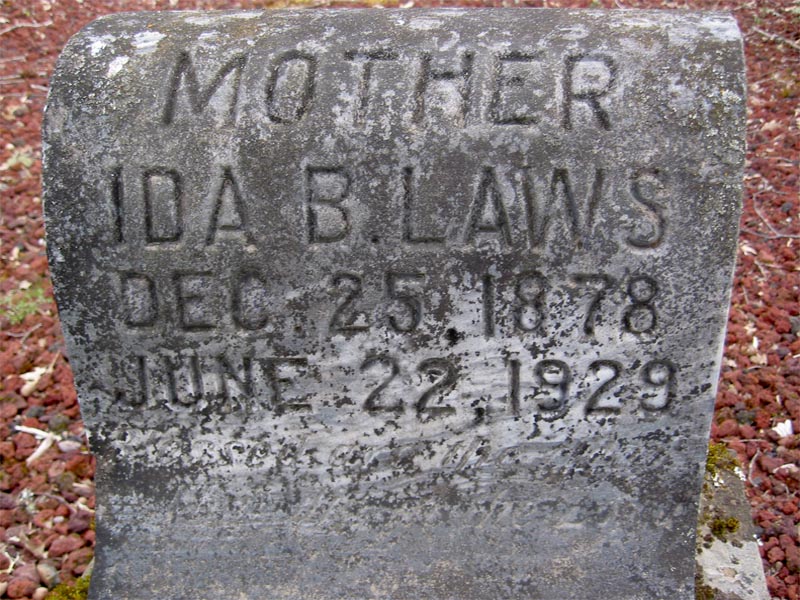 MOTHER
IDA B. LAWS
DEC. 25, 1878
JUNE 22, 1929